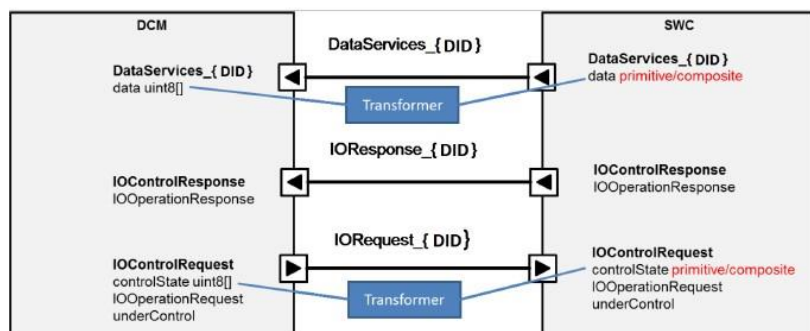 DCM
SWC
DataServices_{DID}
DataServices_{DID}
data uint8[]
DataServices_{DID}
data primitive/composite
Transformer
IOResponse_{DID}
IOControlResponse
IOOperationResponse
IOControlResponse
IOOperationResponse
IORequest_{DID}
IOControlRequest
controlState uint8[]
IOOperationRequest
underControl
IOControlRequest
controlState primitive/composite
IOOperationRequest
underControl
Transformer